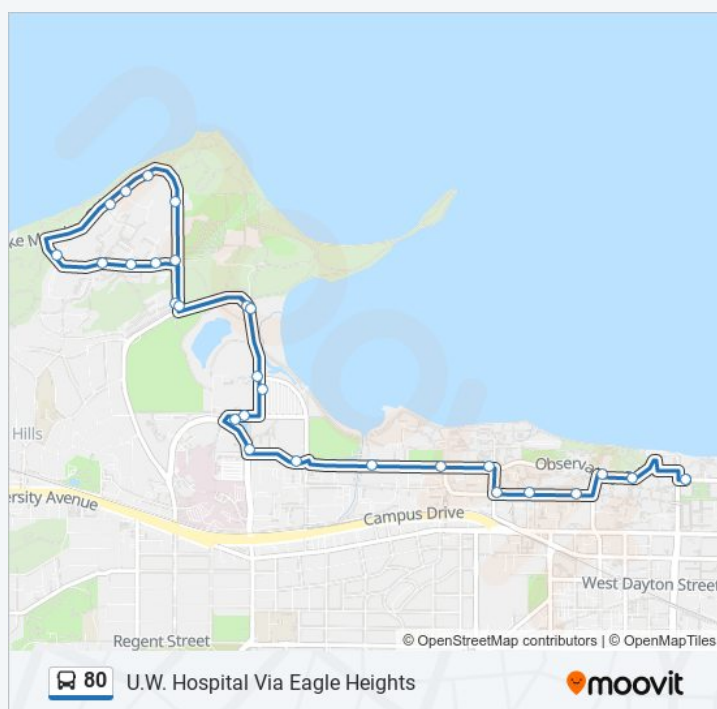 ke M
Hills
ersity Avenue
Observa
Campus Drive
West Dayton Street
Regent Street
© OpenStreetMap contributors | © OpenMapTiles
80 U.W. Hospital Via Eagle Heights
moovit